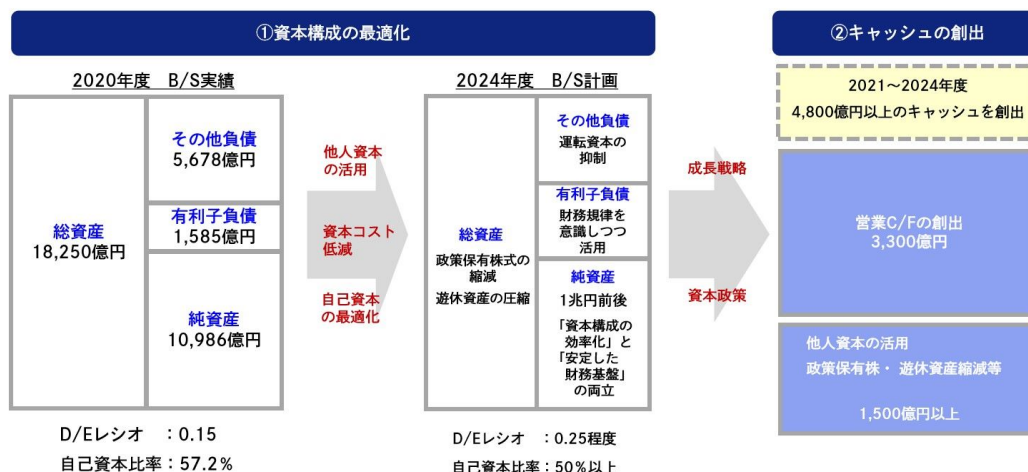 ①資本構成の最適化
2020年度 B/S実績
総資産
18,250億円
その他負債
5,678億円
有利子負債
1,585億円
純資産
10,986億円
D/Eレシオ ：0.15
自己資本比率：57.2%
他人資本
の活用
資本コスト
低減
自己資本
の最適化
2024年度 B/S計画
総資産
政策保有株式の
縮減
遊休資産の圧縮
その他負債
運転資本の
抑制
有利子負債
財務規律を
意識しつつ
活用
純資産
1兆円前後
「資本構成の
効率化」と
「安定した
財務基盤」
の両立
D/Eレシオ ：0.25程度
自己資本比率：50%以上
成長戦略
資本政策
②キャッシュの創出
2021～2024年度
4,800億円以上のキャッシュを創出
営業C/Fの創出
3,300億円
他人資本の活用
政策保有株・遊休資産縮減等
1,500億円以上